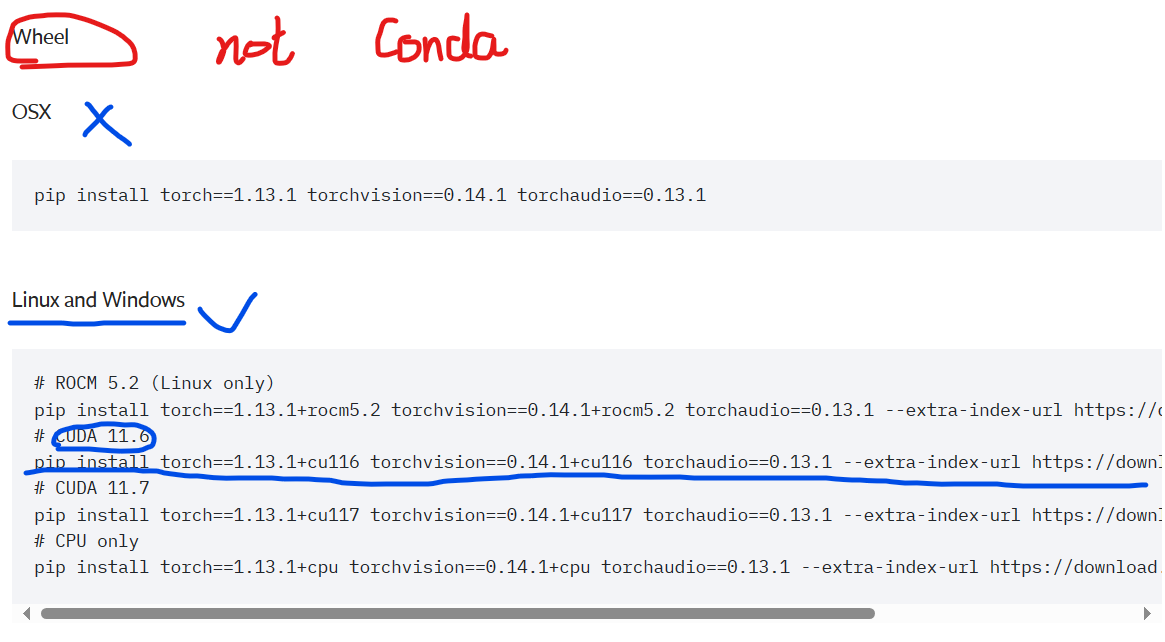 Wheel not Conda
OSX
pip install torch==1.13.1 torchvision==0.14.1 torchaudio==0.13.1
Linux and Windows
# ROCM 5.2 (Linux only)
pip install torch==1.13.1+rocm5.2 torchvision==0.14.1+rocm5.2 torchaudio==0.13.1 --extra-index-url https://d
# CUDA 11.6
pip install torch==1.13.1+cu116 torchvision==0.14.1+cu116 torchaudio==0.13.1 --extra-index-url https://downl
# CUDA 11.7
pip install torch==1.13.1+cu117 torchvision==0.14.1+cu117 torchaudio==0.13.1 --extra-index-url https://downl
# CPU only
pip install torch==1.13.1+cpu torchvision==0.14.1+cpu torchaudio==0.13.1 --extra-index-url https://download.